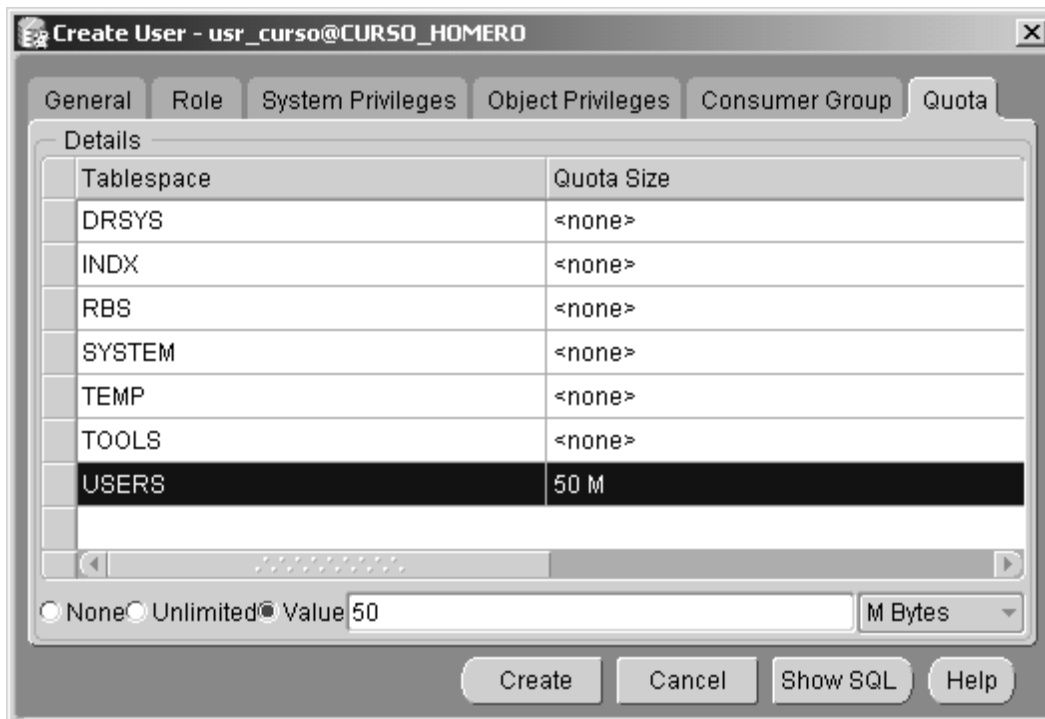 Create User - usr_curso@CURSO_HOMERO
General Role System Privileges Object Privileges Consumer Group Quota
Details
Tablespace Quota Size
DRSYS <none>
INDX <none>
RBS <none>
SYSTEM <none>
TEMP <none>
TOOLS <none>
USERS 50 M
None Unlimited Value 50 M Bytes
Create Cancel Show SQL Help